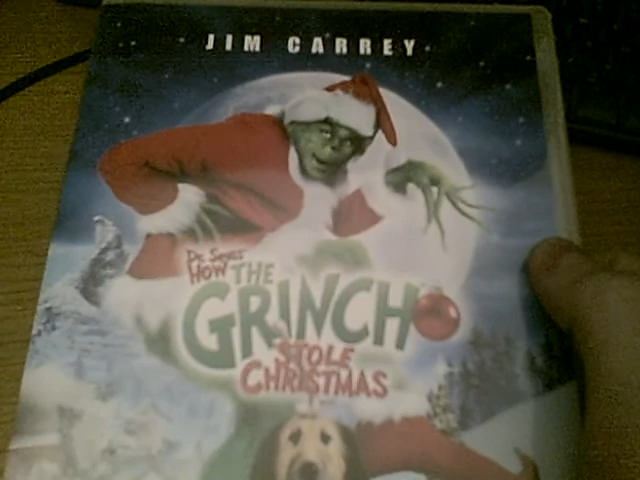 JIM CARREY
Dr. Seuss'
HOW THE
GRINCH
STOLE
CHRISTMAS